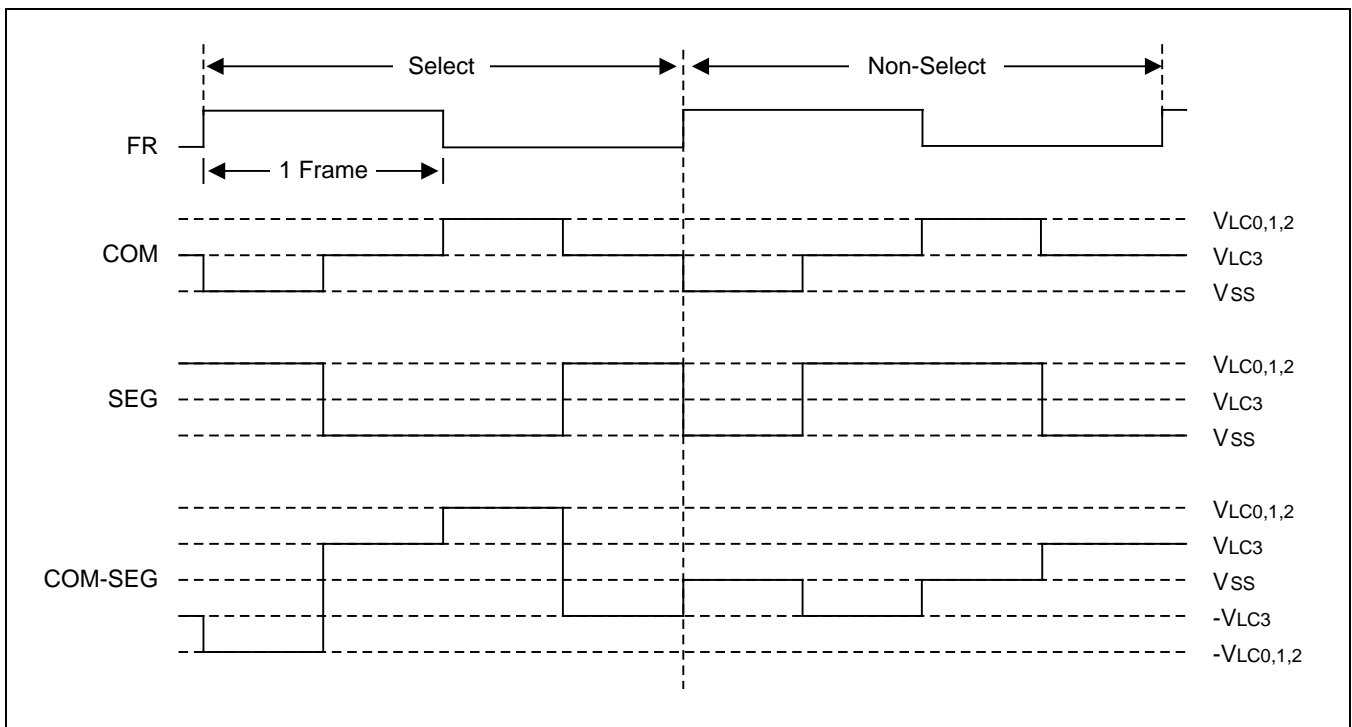 Select
Non-Select
FR
1 Frame
COM
VLC0,1,2
VLC3
VSS
SEG
VLC0,1,2
VLC3
VSS
COM-SEG
VLC0,1,2
VLC3
VSS
-VLC3
-VLC0,1,2